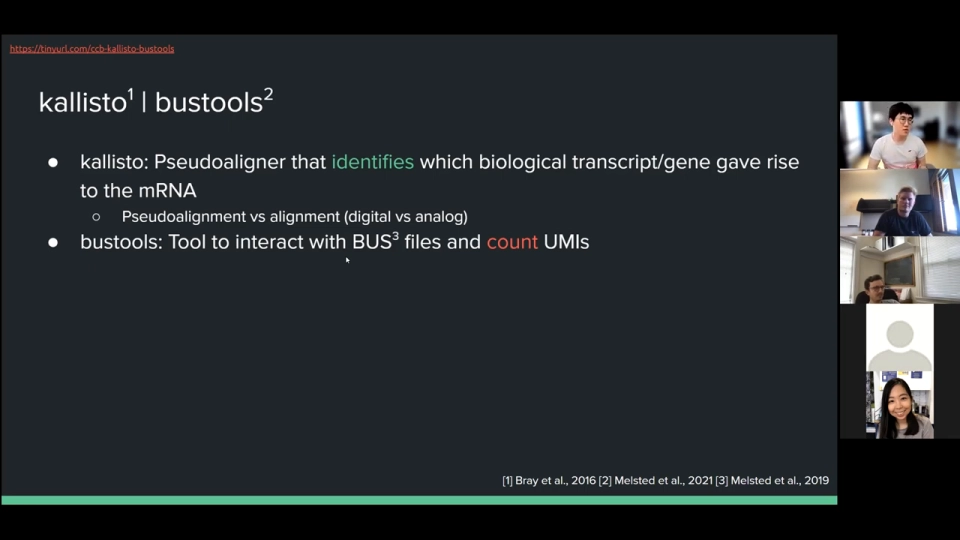 https://tinyurl.com/ccb-kallisto-bustools
kallisto¹ | bustools²
● kallisto: Pseudoaligner that identifies which biological transcript/gene gave rise
to the mRNA
○ Pseudoalignment vs alignment (digital vs analog)
● bustools: Tool to interact with BUS³ files and count UMIs
[1] Bray et al., 2016 [2] Melsted et al., 2021 [3] Melsted et al., 2019